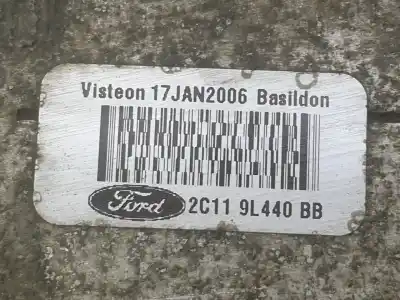 Visteon 17JAN2006 Basildon
Ford 2C11 9L440 BB